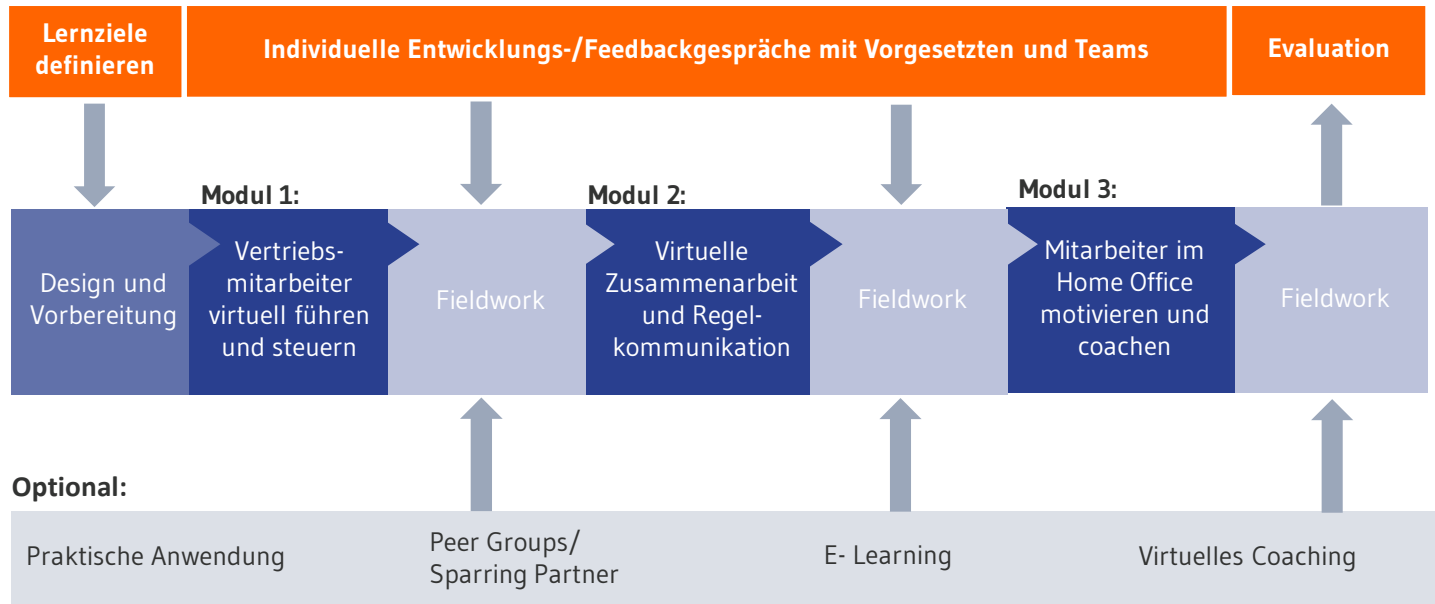 Lernziele
definieren
Individuelle Entwicklungs-/Feedbackgespräche mit Vorgesetzten und Teams
Evaluation
Modul 1:
Modul 2:
Modul 3:
Design und
Vorbereitung
Vertriebs-
mitarbeiter
virtuell führen
und steuern
Fieldwork
Virtuelle
Zusammenarbeit
und Regel-
kommunikation
Fieldwork
Mitarbeiter im
Home Office
motivieren und
coachen
Fieldwork
Optional:
Praktische Anwendung
Peer Groups/
Sparring Partner
E- Learning
Virtuelles Coaching